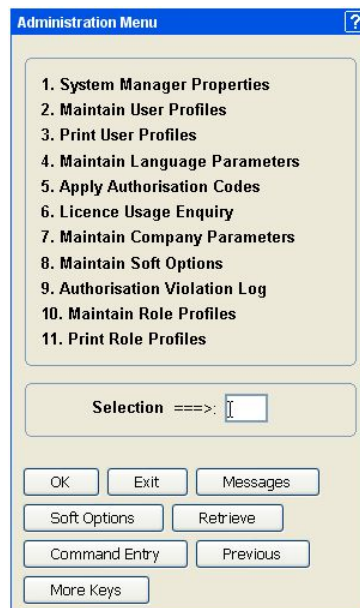 Administration Menu ?
1. System Manager Properties
2. Maintain User Profiles
3. Print User Profiles
4. Maintain Language Parameters
5. Apply Authorisation Codes
6. Licence Usage Enquiry
7. Maintain Company Parameters
8. Maintain Soft Options
9. Authorisation Violation Log
10. Maintain Role Profiles
11. Print Role Profiles
Selection ===>:
OK Exit Messages
Soft Options Retrieve
Command Entry Previous
More Keys